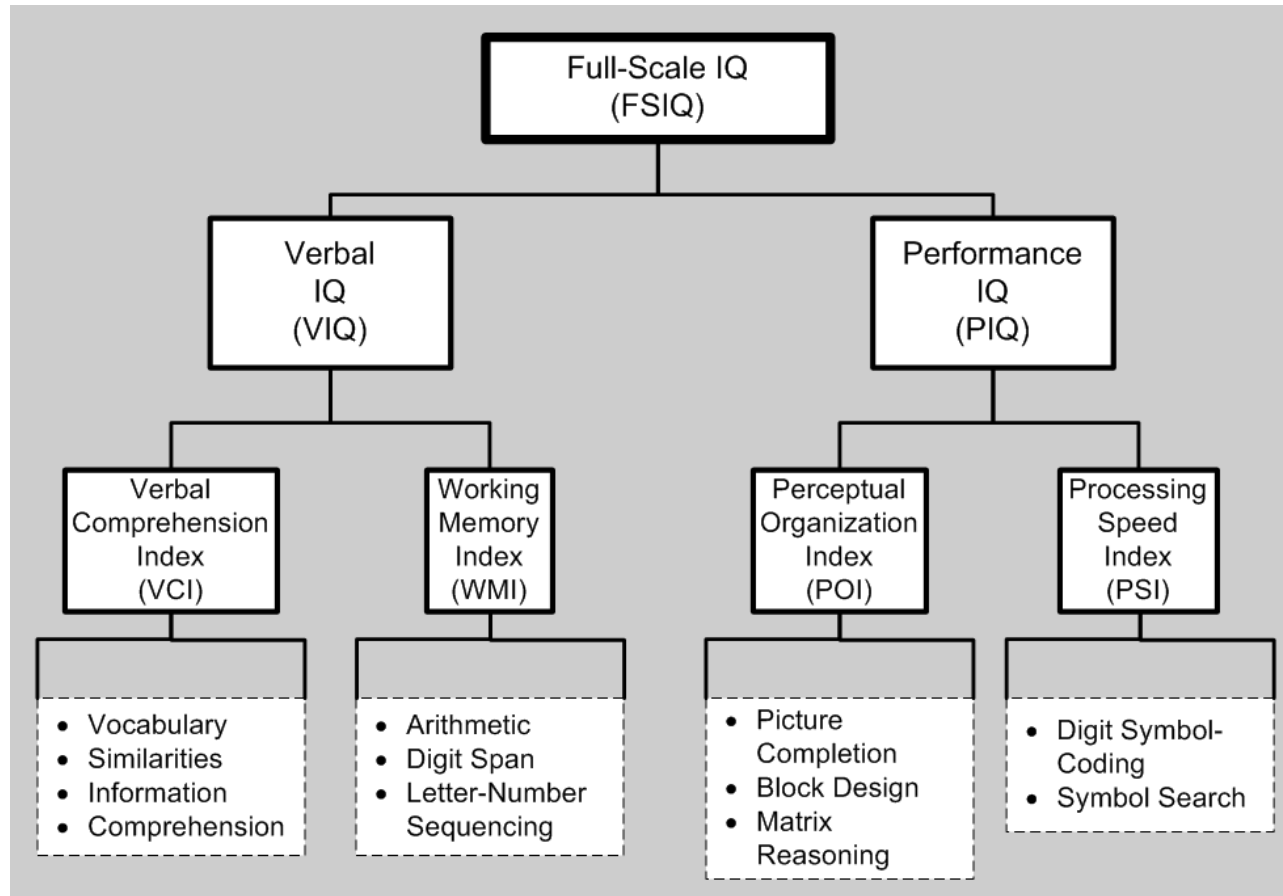 Full-Scale IQ
(FSIQ)
Verbal
IQ
(VIQ)
Performance
IQ
(PIQ)
Verbal
Comprehension
Index
(VCI)
Working
Memory
Index
(WMI)
Perceptual
Organization
Index
(POI)
Processing
Speed
Index
(PSI)
• Vocabulary
• Similarities
• Information
• Comprehension
• Arithmetic
• Digit Span
• Letter-Number
Sequencing
• Picture
Completion
• Block Design
• Matrix
Reasoning
• Digit Symbol-
Coding
• Symbol Search